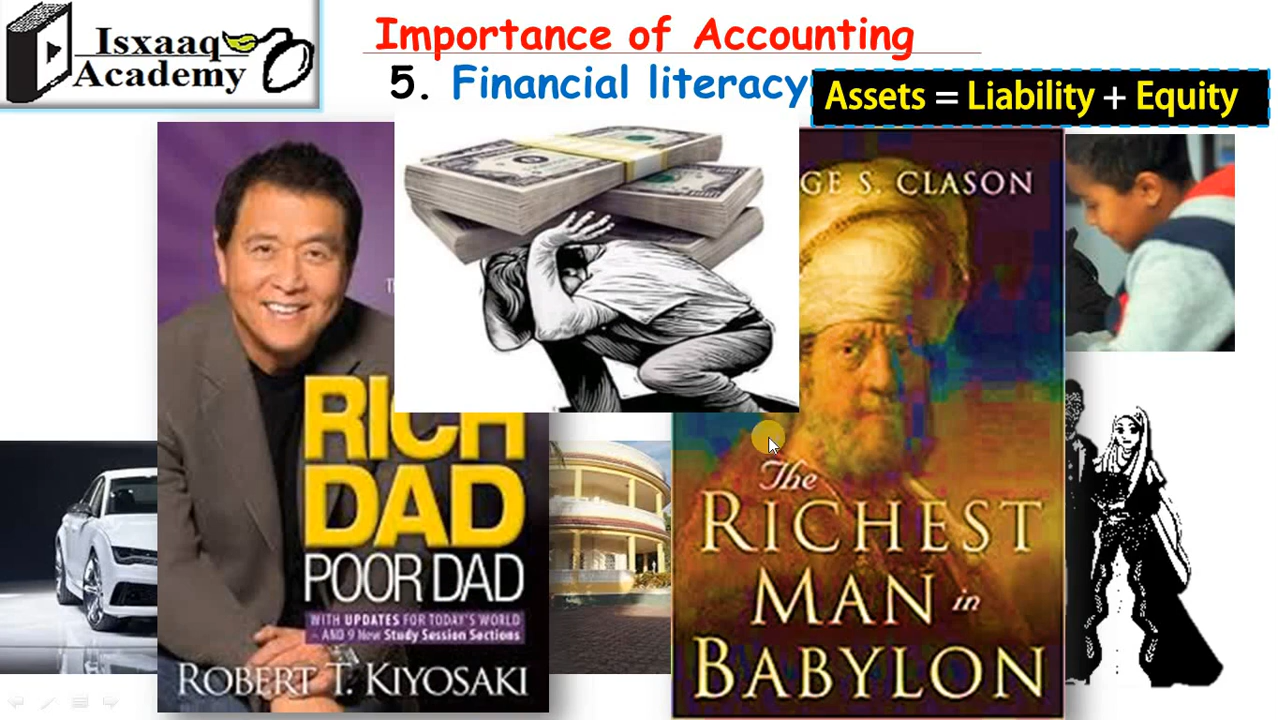 Isxaaq
Academy
Importance of Accounting
5. Financial literacy
Assets = Liability + Equity
RICH
DAD
POOR DAD
WITH UPDATES FOR TODAY'S WORLD
– AND 9 New Study Session Sections
ROBERT T. KIYOSAKI
S. CLASON
The
RICHEST
MAN in
BABYLON